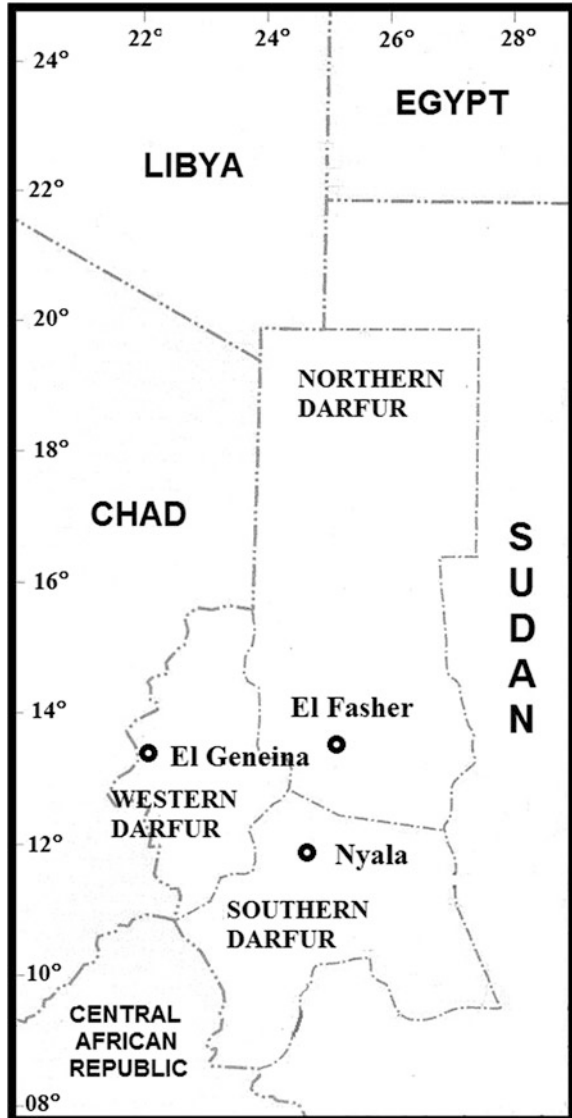 22° 24° 26° 28°
24°
EGYPT
LIBYA
22°
20°
NORTHERN
DARFUR
18°
CHAD
16°
SUDAN
14°
El Fasher
El Geneina
WESTERN
DARFUR
12°
Nyala
SOUTHERN
DARFUR
10°
CENTRAL
AFRICAN
REPUBLIC
08°